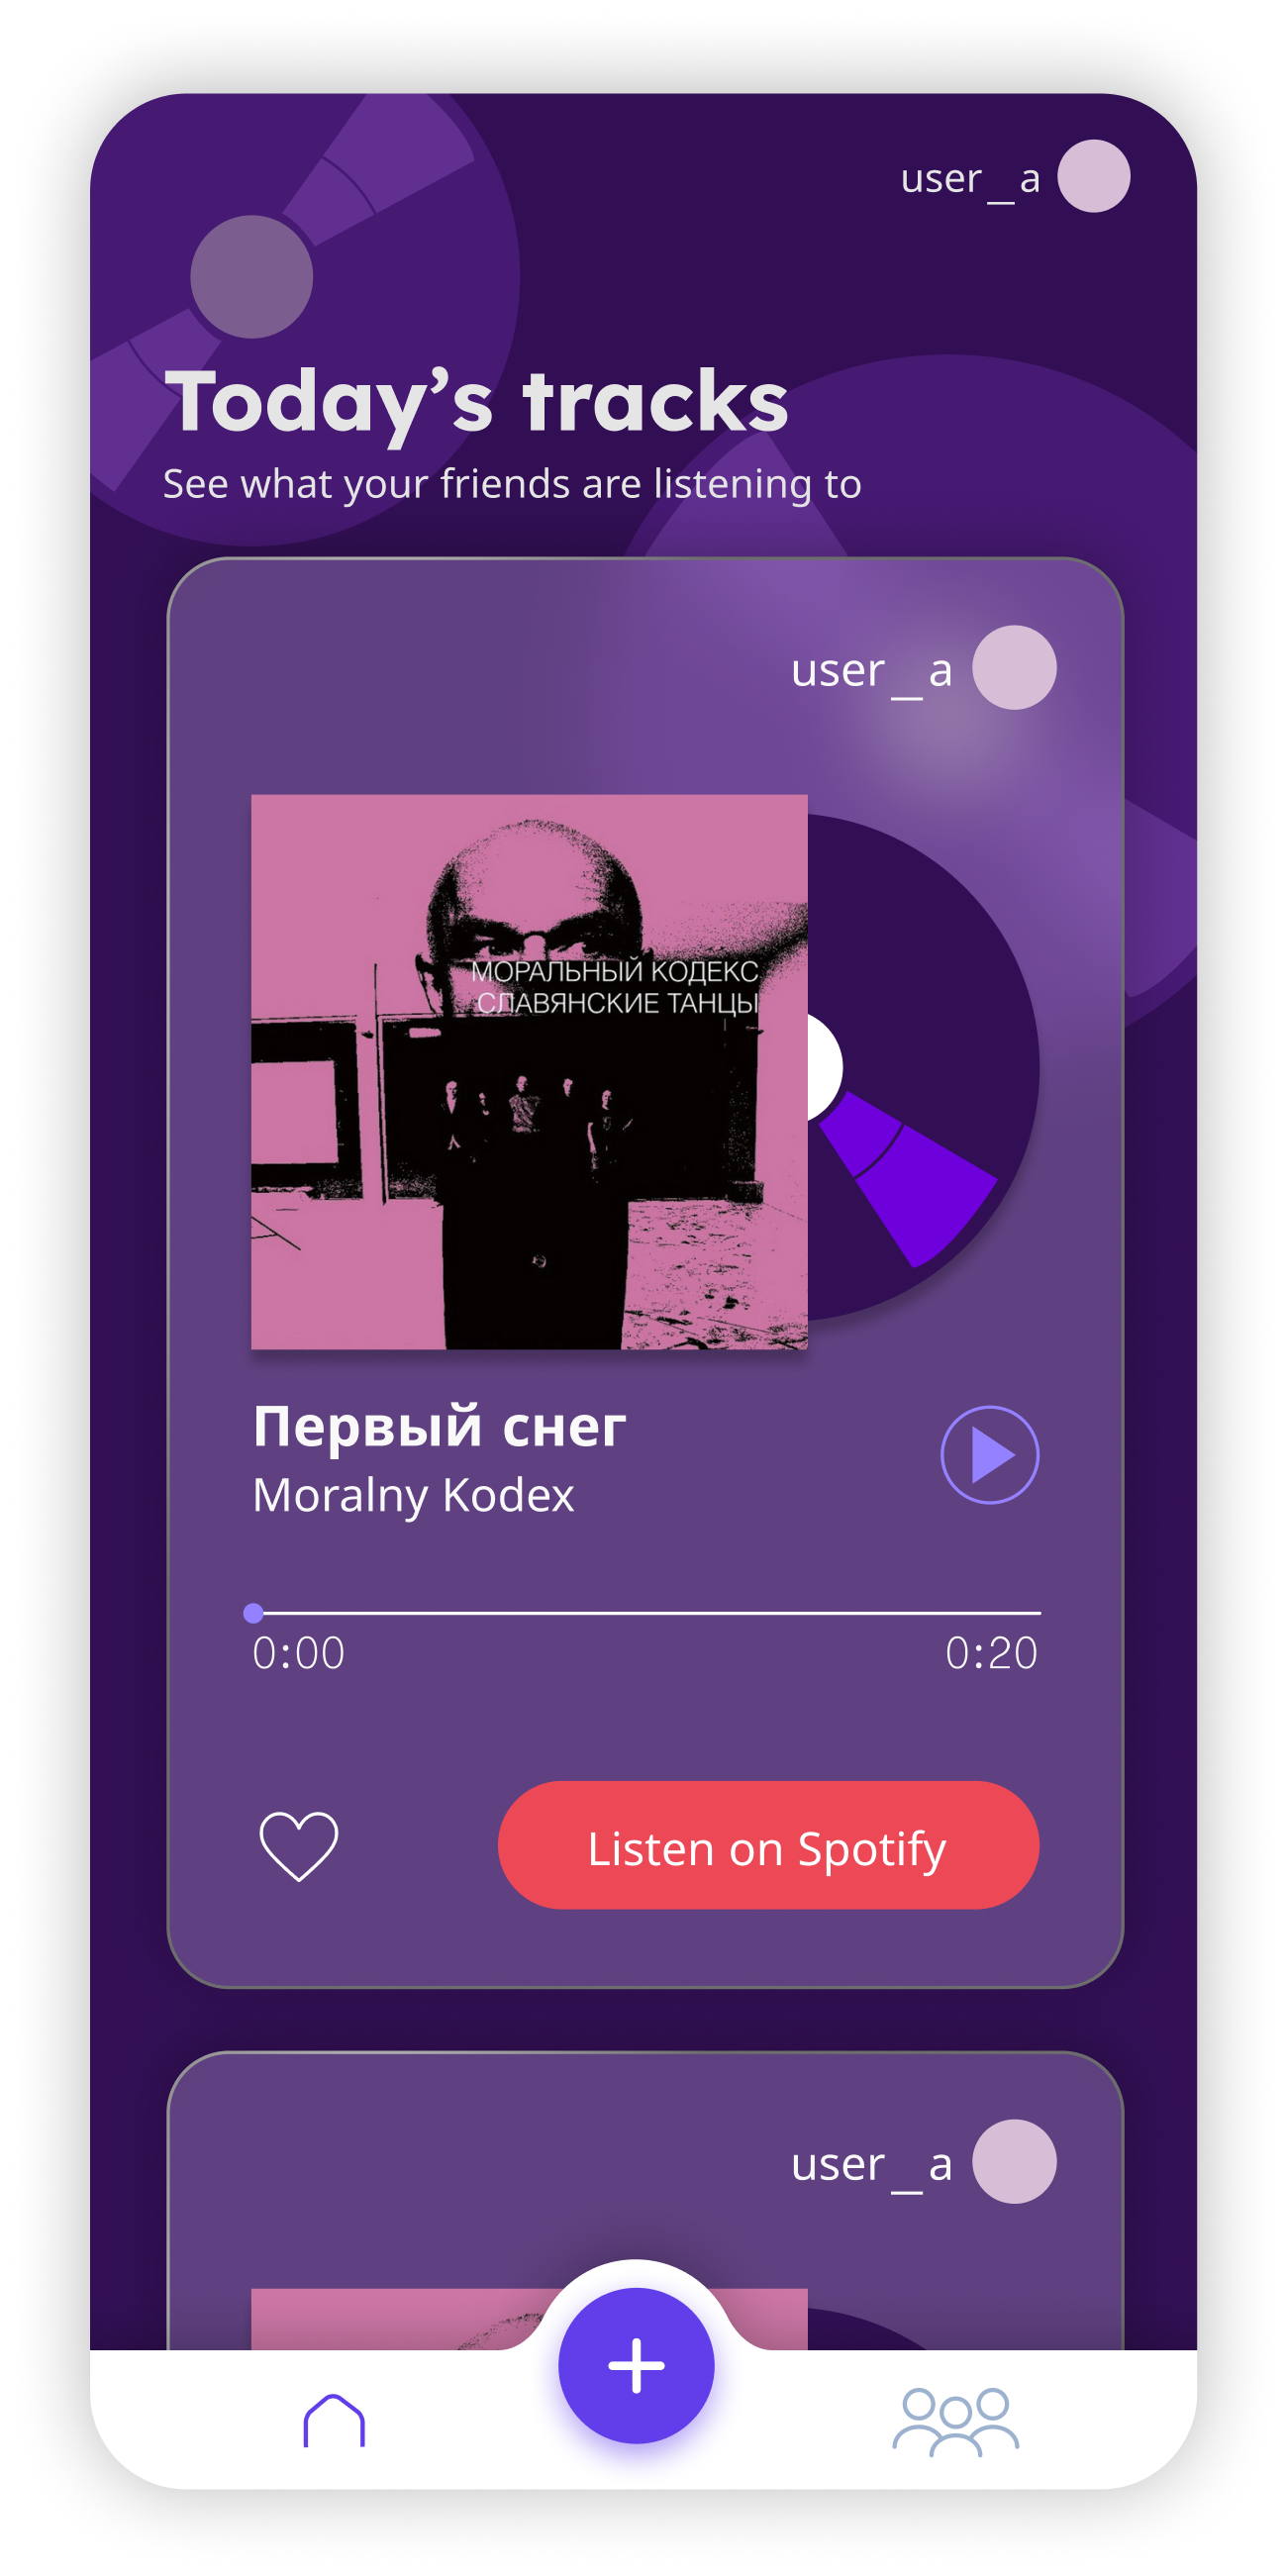 user_a
Today’s tracks
See what your friends are listening to
user_a
МОРАЛЬНЫЙ КОДЕКС
СЛАВЯНСКИЕ ТАНЦЫ
Первый снег
Moralny Kodex
0:00 0:20
Listen on Spotify
user_a